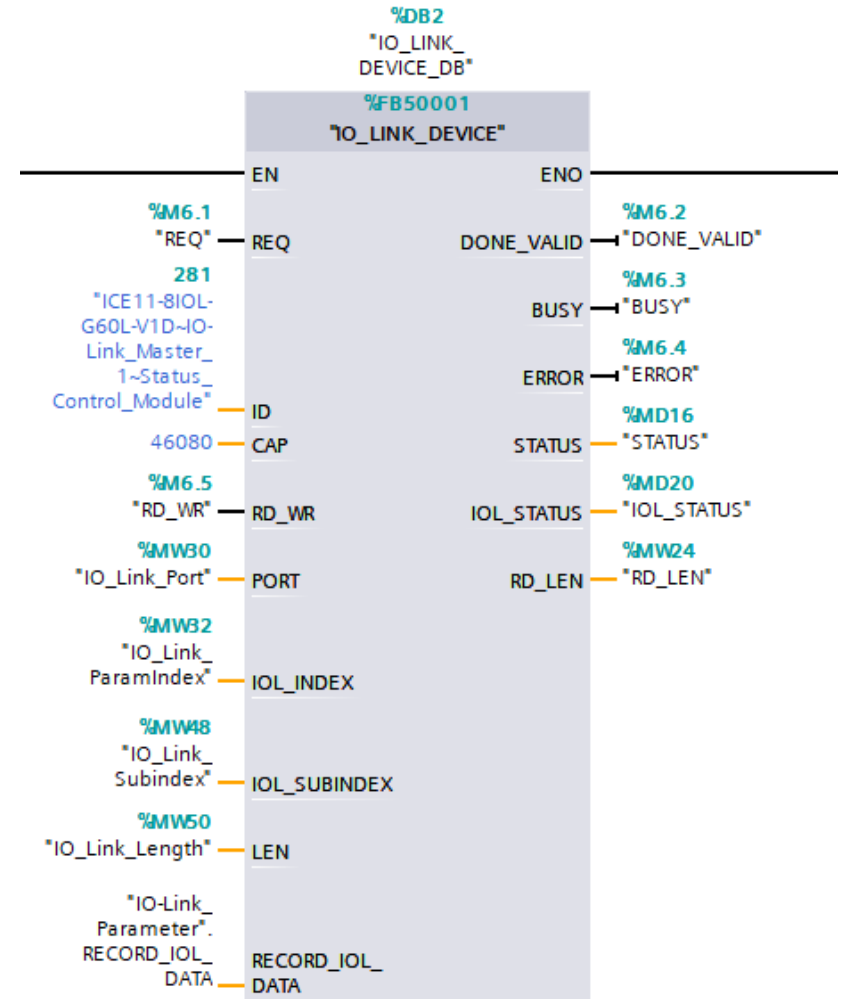 %DB2
"IO_LINK_
DEVICE_DB"
%FB50001
"IO_LINK_DEVICE"
EN ENO
%M6.1
"REQ" REQ
DONE_VALID
%M6.2
"DONE_VALID"
281
"ICE11-8IOL-
G60L-V1D~IO-
Link_Master_
1~Status_
Control_Module" ID
BUSY
%M6.3
"BUSY"
ERROR
%M6.4
"ERROR"
46080 CAP
STATUS
%MD16
"STATUS"
%M6.5
"RD_WR" RD_WR
IOL_STATUS
%MD20
"IOL_STATUS"
%MW30
"IO_Link_Port" PORT
RD_LEN
%MW24
"RD_LEN"
%MW32
"IO_Link_
ParamIndex" IOL_INDEX
%MW48
"IO_Link_
Subindex" IOL_SUBINDEX
%MW50
"IO_Link_Length" LEN
"IO-Link_
Parameter".
RECORD_IOL_
DATA
RECORD_IOL_
DATA